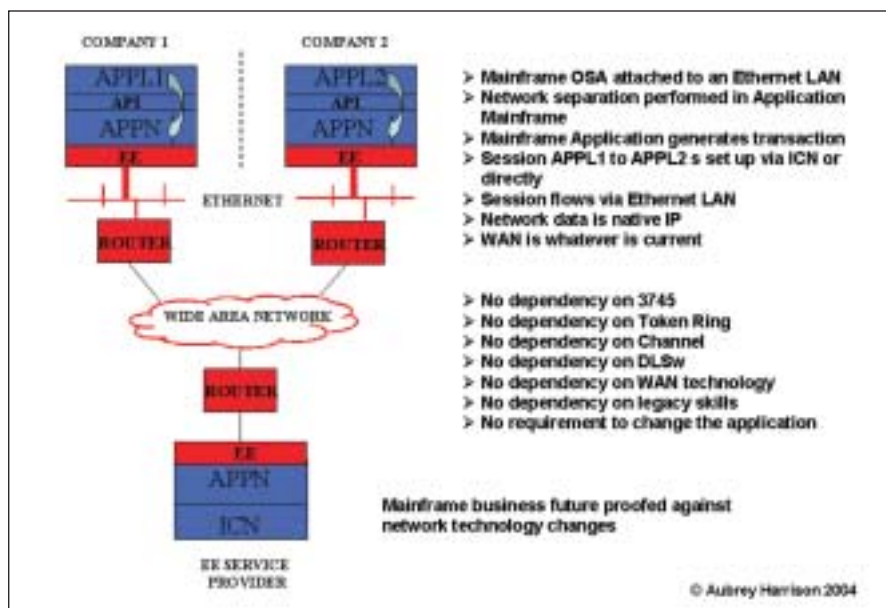 COMPANY 1
COMPANY 2
APPL1
API
APPN
EE
APPL2
API
APPN
EE
ETHERNET
ROUTER
ROUTER
WIDE AREA NETWORK
ROUTER
EE
APPN
ICN
EE SERVICE
PROVIDER
➤ Mainframe OSA attached to an Ethernet LAN
➤ Network separation performed in Application
Mainframe
➤ Mainframe Application generates transaction
➤ Session APPL1 to APPL2 s set up via ICN or
directly
➤ Session flows via Ethernet LAN
➤ Network data is native IP
➤ WAN is whatever is current
➤ No dependency on 3745
➤ No dependency on Token Ring
➤ No dependency on Channel
➤ No dependency on DLSw
➤ No dependency on WAN technology
➤ No dependency on legacy skills
➤ No requirement to change the application
Mainframe business future proofed against
network technology changes
© Aubrey Harrison 2004